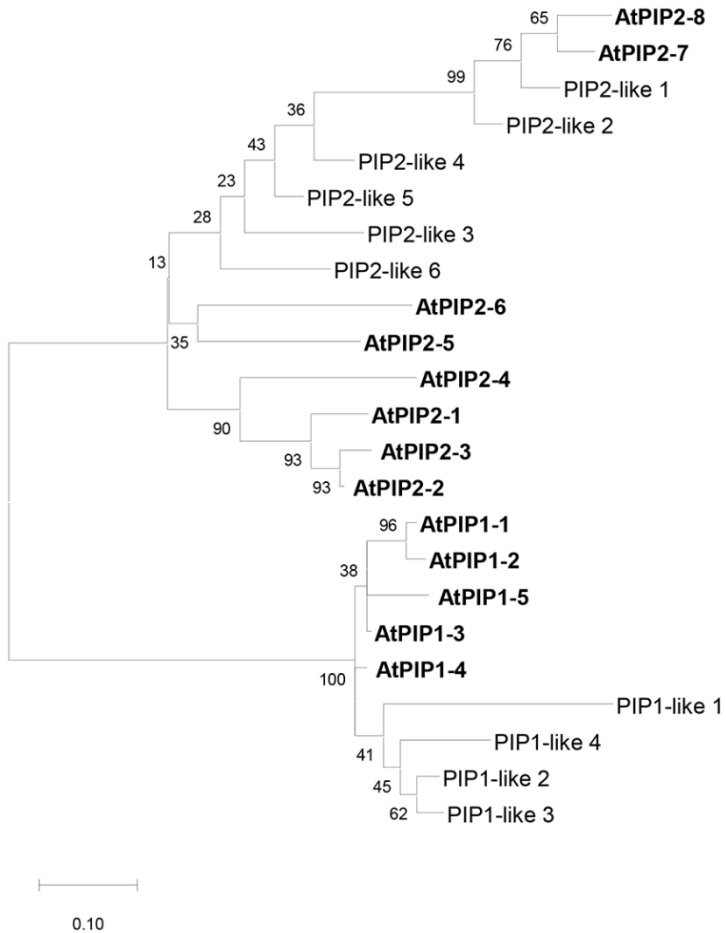 65
AtPIP2-8
76
AtPIP2-7
99
PIP2-like 1
36
PIP2-like 2
43
PIP2-like 4
23
PIP2-like 5
28
PIP2-like 3
13
PIP2-like 6
AtPIP2-6
35
AtPIP2-5
AtPIP2-4
90
AtPIP2-1
93
AtPIP2-3
93
AtPIP2-2
96
AtPIP1-1
AtPIP1-2
38
AtPIP1-5
AtPIP1-3
100
AtPIP1-4
PIP1-like 1
41
PIP1-like 4
45
PIP1-like 2
62
PIP1-like 3
0.10